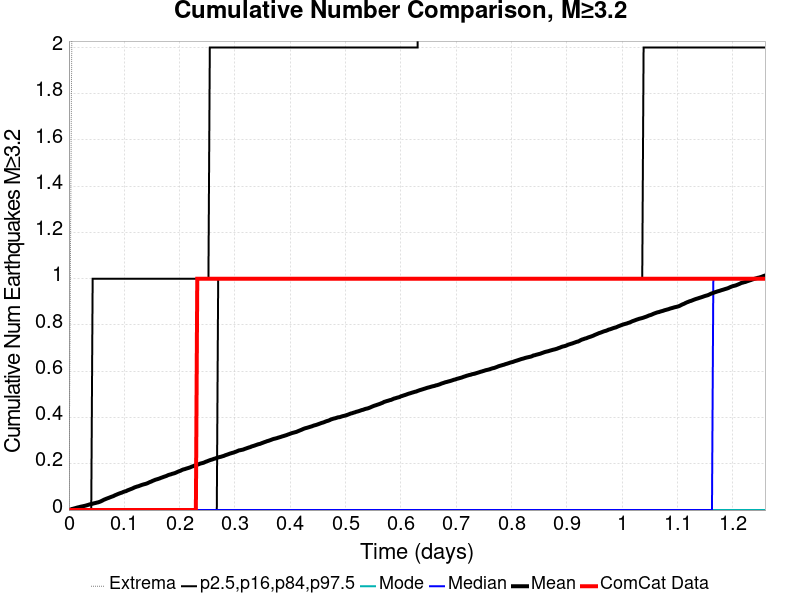 Cumulative Number Comparison, M≥3.2
Cumulative Num Earthquakes M≥3.2
2
1.8
1.6
1.4
1.2
1
0.8
0.6
0.4
0.2
0
0 0.1 0.2 0.3 0.4 0.5 0.6 0.7 0.8 0.9 1 1.1 1.2
Time (days)
Extrema p2.5,p16,p84,p97.5 Mode Median Mean ComCat Data